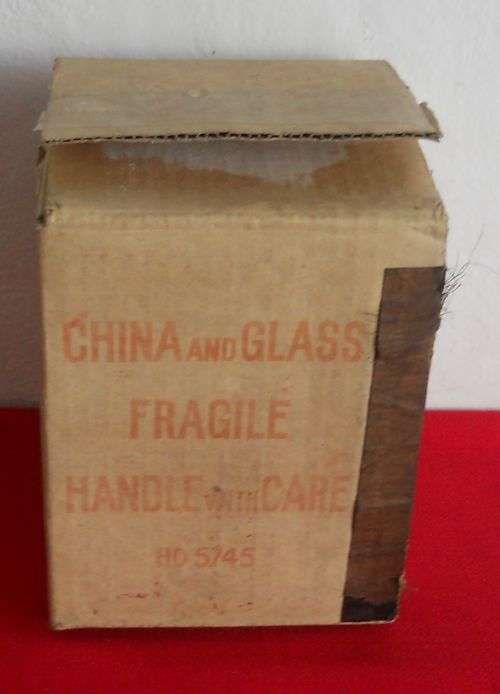 CHINA AND GLASS
FRAGILE
HANDLE WITH CARE
HO 5745